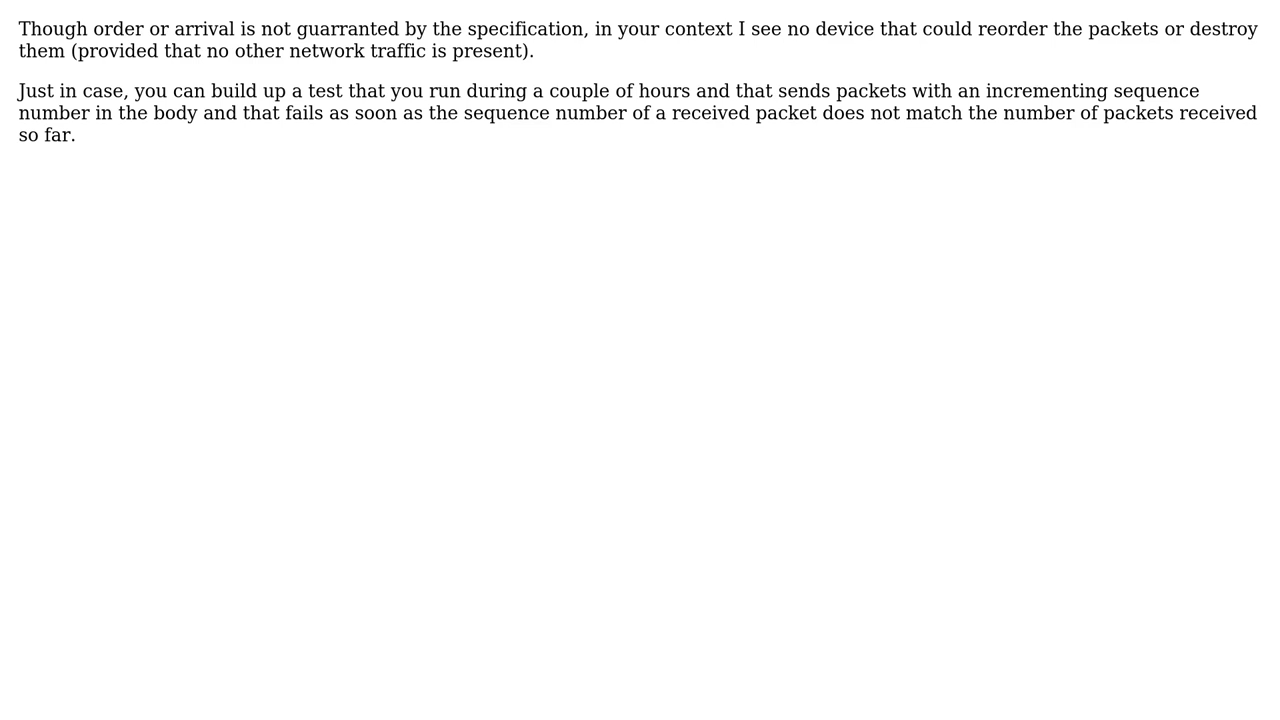 Though order or arrival is not guarranted by the specification, in your context I see no device that could reorder the packets or destroy
them (provided that no other network traffic is present).
Just in case, you can build up a test that you run during a couple of hours and that sends packets with an incrementing sequence
number in the body and that fails as soon as the sequence number of a received packet does not match the number of packets received
so far.